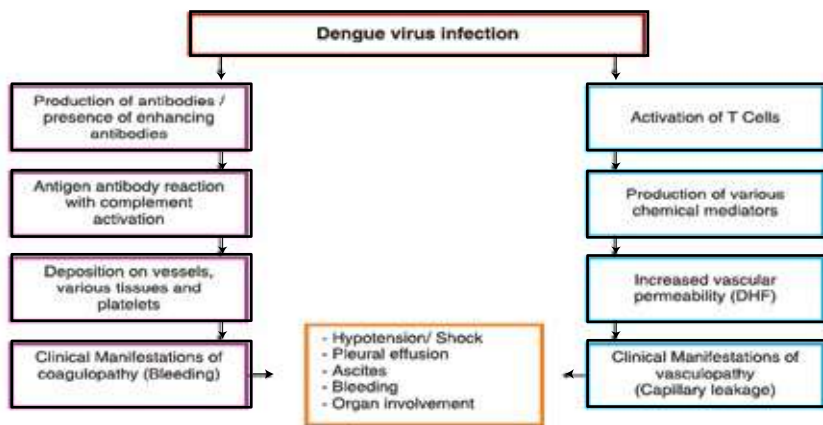 Dengue virus infection
Production of antibodies /
presence of enhancing
antibodies
Antigen antibody reaction
with complement
activation
Deposition on vessels,
various tissues and
platelets
Clinical Manifestations of
coagulopathy (Bleeding)
Activation of T Cells
Production of various
chemical mediators
Increased vascular
permeability (DHF)
Clinical Manifestations of
vasculopathy
(Capillary leakage)
- Hypotension/ Shock
- Pleural effusion
- Ascites
- Bleeding
- Organ involvement